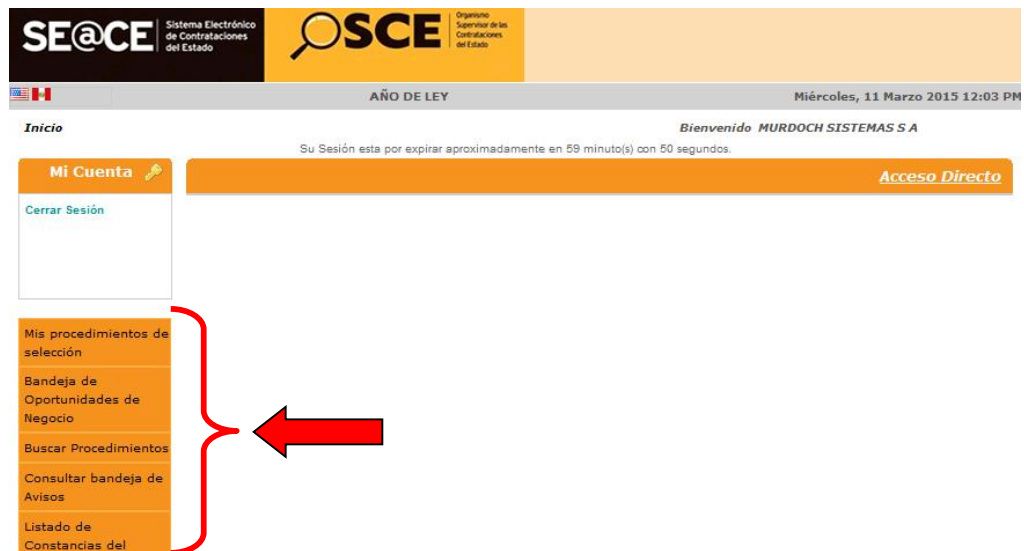 SE@CE
Sistema Electrónico
de Contrataciones
del Estado
OSCE
Organismo
Supervisor de las
Contrataciones
del Estado
AÑO DE LEY
Miércoles, 11 Marzo 2015 12:03 PM
Inicio
Bienvenido MURDOCH SISTEMAS S A
Su Sesión esta por expirar aproximadamente en 59 minuto(s) con 50 segundos.
Mi Cuenta
Acceso Directo
Cerrar Sesión
Mis procedimientos de
selección
Bandeja de
Oportunidades de
Negocio
Buscar Procedimientos
Consultar bandeja de
Avisos
Listado de
Constancias del